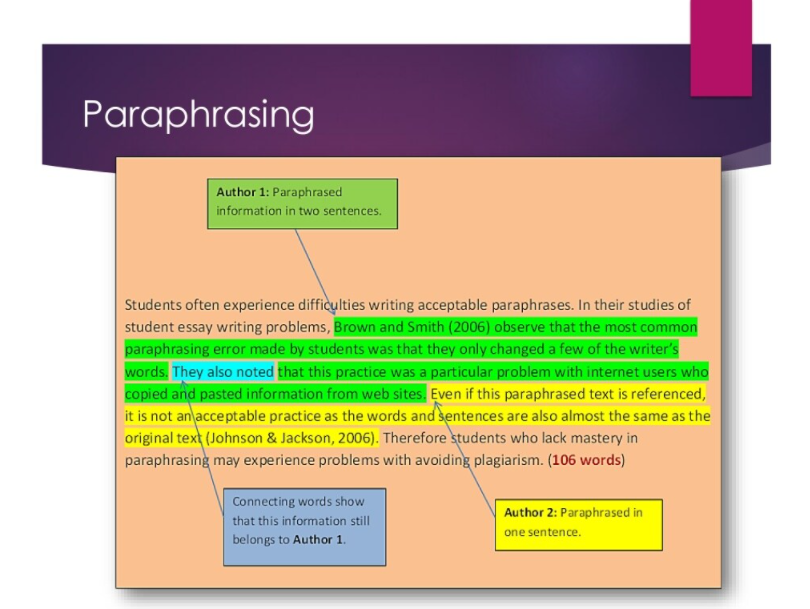 Paraphrasing
Author 1: Paraphrased
information in two sentences.
Students often experience difficulties writing acceptable paraphrases. In their studies of
student essay writing problems, Brown and Smith (2006) observe that the most common
paraphrasing error made by students was that they only changed a few of the writer's
words. They also noted that this practice was a particular problem with internet users who
copied and pasted information from web sites. Even if this paraphrased text is referenced,
it is not an acceptable practice as the words and sentences are also almost the same as the
original text (Johnson & Jackson, 2006). Therefore students who lack mastery in
paraphrasing may experience problems with avoiding plagiarism. (106 words)
Connecting words show
that this information still
belongs to Author 1.
Author 2: Paraphrased in
one sentence.